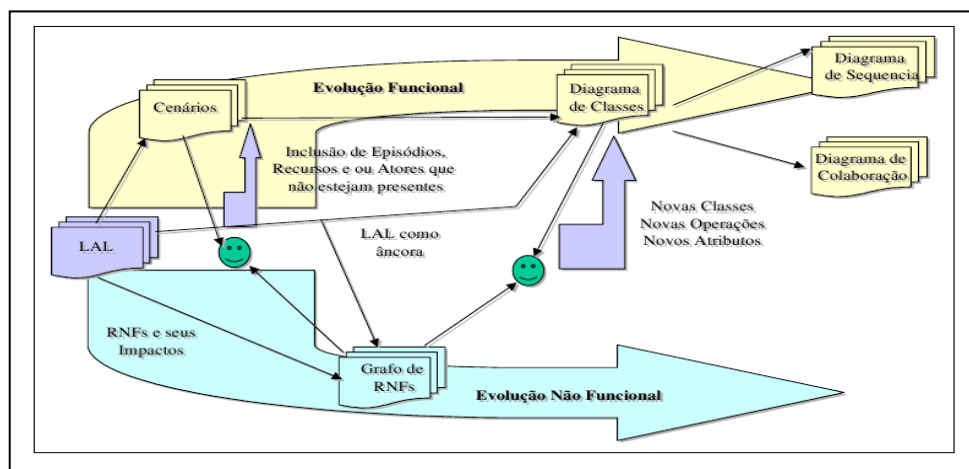 Evolução Funcional
Cenários
Diagrama
de Classes
Diagrama
de Sequencia
Inclusão de Episódios,
Recursos e ou Atores que
não estejam presentes
Diagrama de
Colaboração
LAL
LAL como
âncora
Novas Classes
Novas Operações
Novos Atributos
RNFs e seus
Impactos
Grafo de
RNFs
Evolução Não Funcional